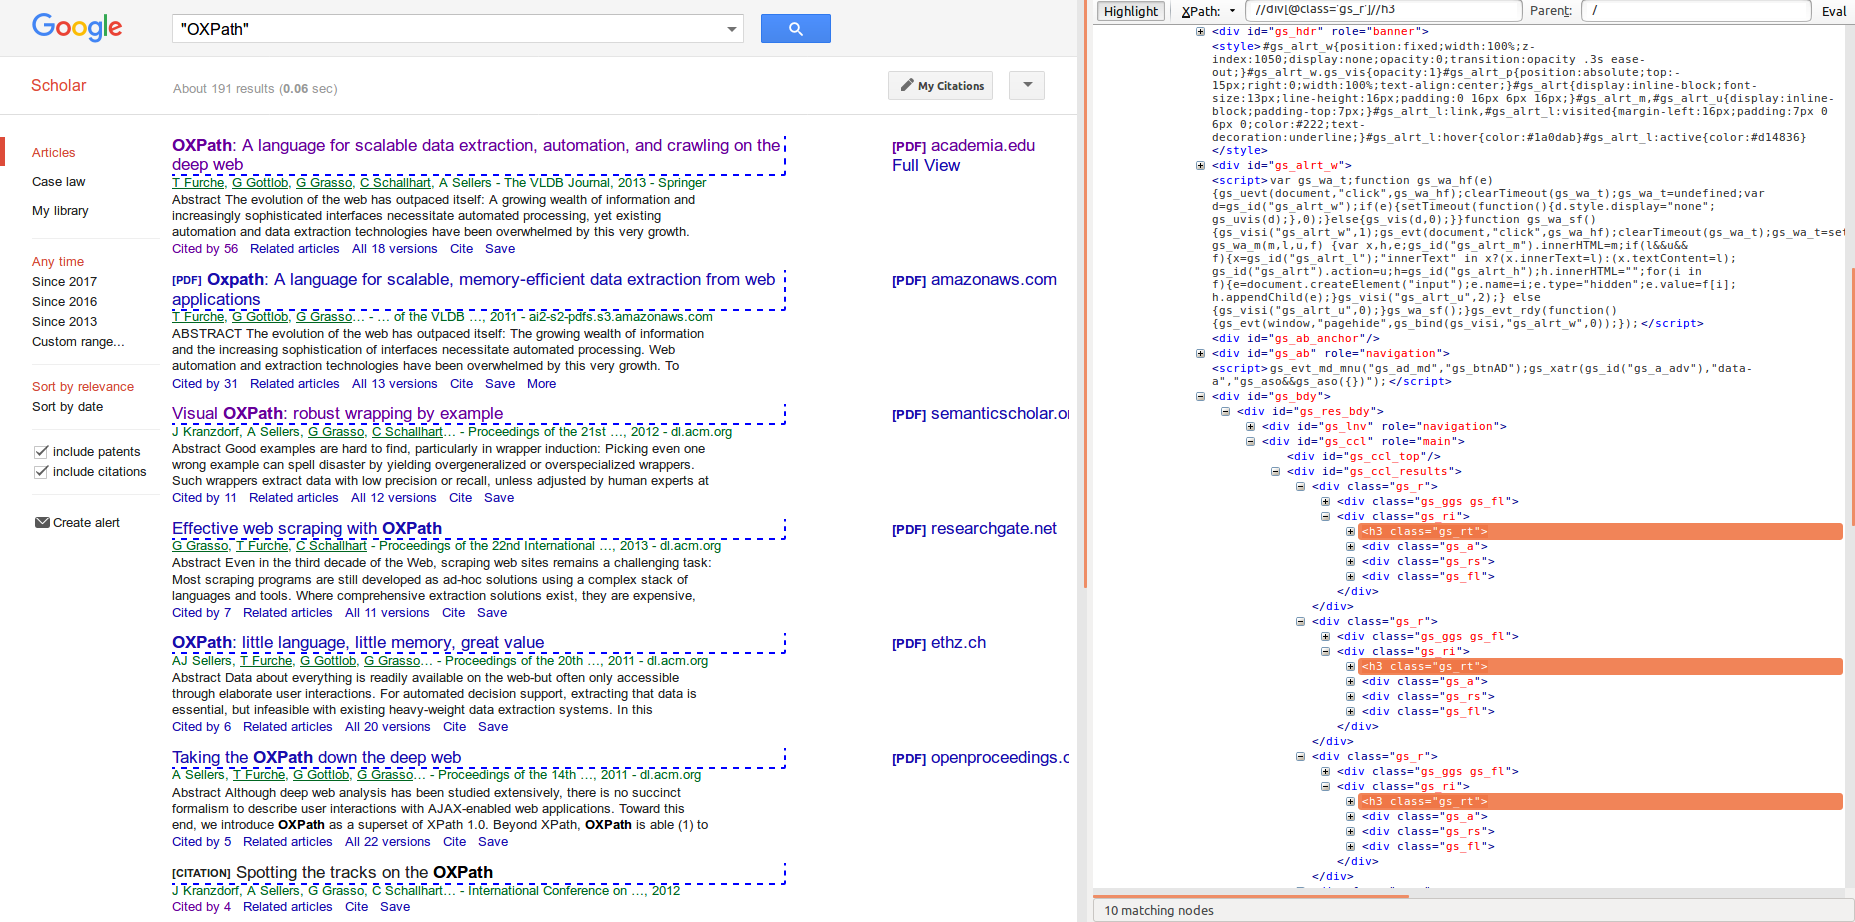 Google
"OXPath"
Scholar
About 191 results (0.06 sec)
My Citations
Articles
Case law
My library
Any time
Since 2017
Since 2016
Since 2013
Custom range...
Sort by relevance
Sort by date
include patents
include citations
Create alert
OXPath: A language for scalable data extraction, automation, and crawling on the
deep web
T Furche, G Gottlob, G Grasso, C Schallhart, A Sellers - The VLDB Journal, 2013 - Springer
Abstract The evolution of the web has outpaced itself: A growing wealth of information and
increasingly sophisticated interfaces necessitate automated processing, yet existing
automation and data extraction technologies have been overwhelmed by this very growth.
Cited by 56 Related articles All 18 versions Cite Save
[PDF] academia.edu
Full View
[PDF] Oxpath: A language for scalable, memory-efficient data extraction from web
applications
T Furche, G Gottlob, G Grasso... - ... of the VLDB ..., 2011 - ai2-s2-pdfs.s3.amazonaws.com
ABSTRACT The evolution of the web has outpaced itself: The growing wealth of information
and the increasing sophistication of interfaces necessitate automated processing. Web
automation and extraction technologies have been overwhelmed by this very growth. To
Cited by 31 Related articles All 13 versions Cite Save More
[PDF] amazonaws.com
Visual OXPath: robust wrapping by example
J Kranzdorf, A Sellers, G Grasso, C Schallhart... - Proceedings of the 21st ..., 2012 - dl.acm.org
Abstract Good examples are hard to find, particularly in wrapper induction: Picking even one
wrong example can spell disaster by yielding overgeneralized or overspecialized wrappers.
Such wrappers extract data with low precision or recall, unless adjusted by human experts at
Cited by 11 Related articles All 12 versions Cite Save
[PDF] semanticscholar.or
Effective web scraping with OXPath
G Grasso, T Furche, C Schallhart - Proceedings of the 22nd International ..., 2013 - dl.acm.org
Abstract Even in the third decade of the Web, scraping web sites remains a challenging task:
Most scraping programs are still developed as ad-hoc solutions using a complex stack of
languages and tools. Where comprehensive extraction solutions exist, they are expensive,
Cited by 7 Related articles All 11 versions Cite Save
[PDF] researchgate.net
OXPath: little language, little memory, great value
AJ Sellers, T Furche, G Gottlob, G Grasso... - Proceedings of the 20th ..., 2011 - dl.acm.org
Abstract Data about everything is readily available on the web-but often only accessible
through elaborate user interactions. For automated decision support, extracting that data is
essential, but infeasible with existing heavy-weight data extraction systems. In this
Cited by 6 Related articles All 20 versions Cite Save
[PDF] ethz.ch
Taking the OXPath down the deep web
A Sellers, T Furche, G Gottlob, G Grasso... - Proceedings of the 14th ..., 2011 - dl.acm.org
Abstract Although deep web analysis has been studied extensively, there is no succinct
formalism to describe user interactions with AJAX-enabled web applications. Toward this
end, we introduce OXPath as a superset of XPath 1.0. Beyond XPath, OXPath is able (1) to
Cited by 5 Related articles All 22 versions Cite Save
[PDF] openproceedings.c
[CITATION] Spotting the tracks on the OXPath
J Kranzdorf, A Sellers, G Grasso, C Schallhart... - International Conference on ..., 2012
Cited by 4 Related articles Cite Save
Highlight XPath: //div[@class='gs_r']//h3 Parent: / Eval
<div id="gs_hdr" role="banner">
<style>#gs_alrt_w{position:fixed;width:100%;z-
index:1050;display:none;opacity:0;transition:opacity .3s ease-
out;}#gs_alrt_w.gs_vis{opacity:1}#gs_alrt_p{position:absolute;top:-
15px;right:0;width:100%;text-align:center;}#gs_alrt{display:inline-block;font-
size:13px;line-height:16px;padding:0 16px 6px 16px;}#gs_alrt_m,#gs_alrt_u{display:inline-
block;padding-top:7px;}#gs_alrt_l:link,#gs_alrt_l:visited{margin-left:16px;padding:7px 0
6px 0;color:#222;text-
decoration:underline;}#gs_alrt_l:hover{color:#1a0dab}#gs_alrt_l:active{color:#d14836}
</style>
<div id="gs_alrt_w">
<script>var gs_wa_t;function gs_wa_hf(e)
{gs_uevt(document,"click",gs_wa_hf);clearTimeout(gs_wa_t);gs_wa_t=undefined;var
d=gs_id("gs_alrt_w");if(e){setTimeout(function(){d.style.display="none";
gs_uvis(d);},0);}else{gs_vis(d,0);}}function gs_wa_sf()
{gs_visi("gs_alrt_w",1);gs_evt(document,"click",gs_wa_hf);clearTimeout(gs_wa_t);gs_wa_t=set
gs_wa_m(m,l,u,f) {var x,h,e;gs_id("gs_alrt_m").innerHTML=m;if(l&&u&&
f){x=gs_id("gs_alrt_l");"innerText" in x?(x.innerText=l):(x.textContent=l);
gs_id("gs_alrt").action=u;h=gs_id("gs_alrt_h");h.innerHTML="";for(i in
f){e=document.createElement("input");e.name=i;e.type="hidden";e.value=f[i];
h.appendChild(e);}gs_visi("gs_alrt_u",2);} else
{gs_visi("gs_alrt_u",0);}gs_wa_sf();}gs_evt_rdy(function()
{gs_evt(window,"pagehide",gs_bind(gs_visi,"gs_alrt_w",0));});</script>
<div id="gs_ab_anchor"/>
<div id="gs_ab" role="navigation">
<script>gs_evt_md_mnu("gs_ad_md","gs_btnAD");gs_xatr(gs_id("gs_a_adv"),"data-
a","gs_aso&&gs_aso({})");</script>
<div id="gs_bdy">
<div id="gs_res_bdy">
<div id="gs_lnv" role="navigation">
<div id="gs_ccl" role="main">
<div id="gs_ccl_top"/>
<div id="gs_ccl_results">
<div class="gs_r">
<div class="gs_ggs gs_fl">
<div class="gs_ri">
<h3 class="gs_rt">
<div class="gs_a">
<div class="gs_rs">
<div class="gs_fl">
</div>
</div>
<div class="gs_r">
<div class="gs_ggs gs_fl">
<div class="gs_ri">
<h3 class="gs_rt">
<div class="gs_a">
<div class="gs_rs">
<div class="gs_fl">
</div>
</div>
<div class="gs_r">
<div class="gs_ggs gs_fl">
<div class="gs_ri">
<h3 class="gs_rt">
<div class="gs_a">
<div class="gs_rs">
<div class="gs_fl">
</div>
</div>
10 matching nodes